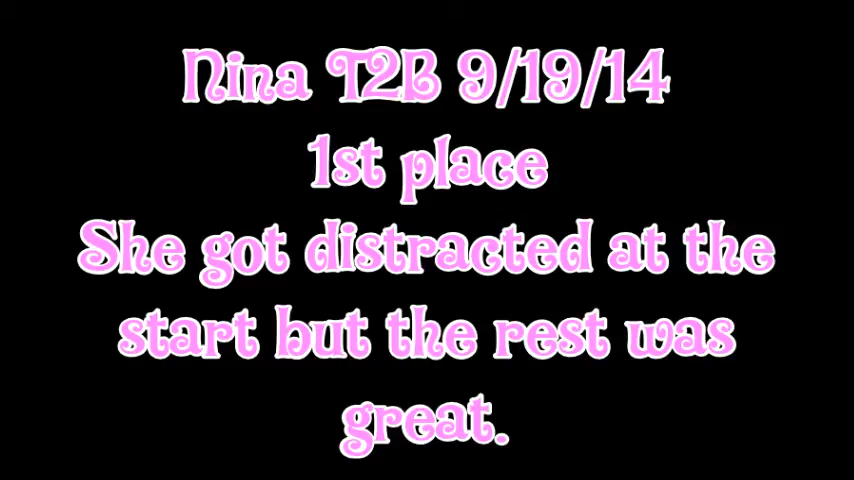 Nina T2B 9/19/14
1st place
She got distracted at the
start but the rest was
great.